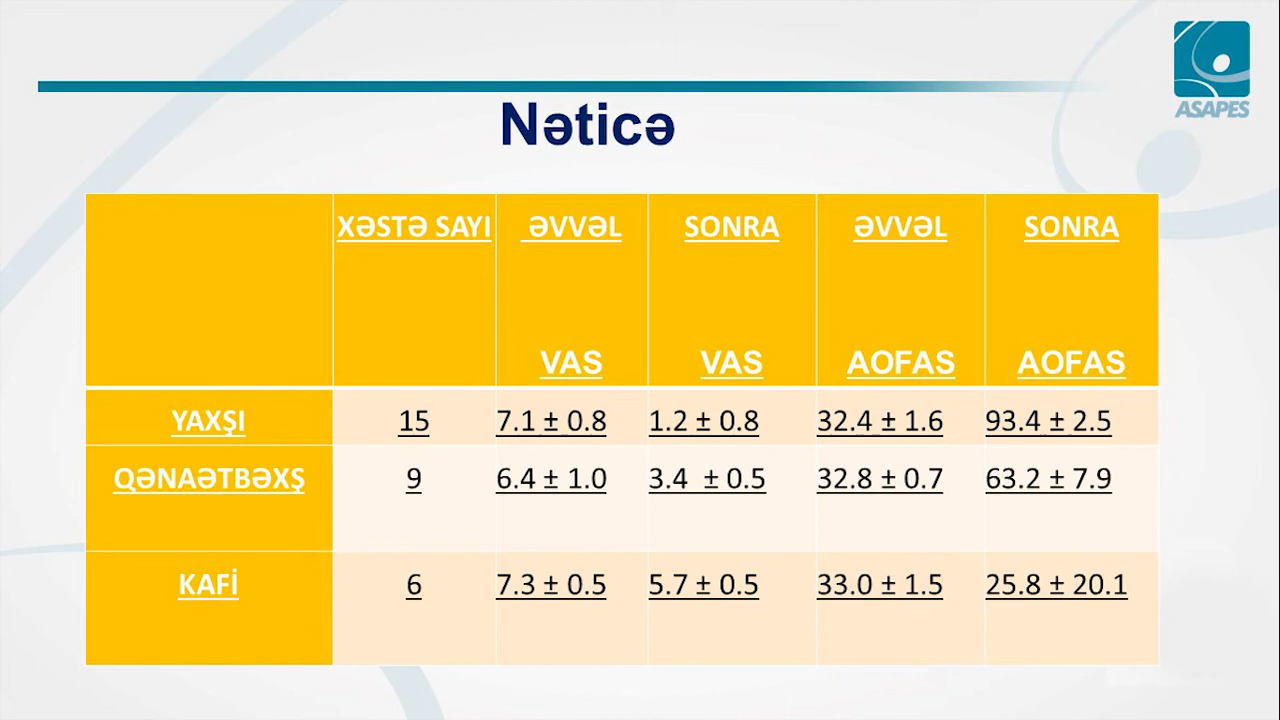 ASAPES
Nəticə
XƏSTƏ SAYI ƏVVƏL SONRA ƏVVƏL SONRA
VAS VAS AOFAS AOFAS
YAXŞI 15 7.1 ± 0.8 1.2 ± 0.8 32.4 ± 1.6 93.4 ± 2.5
QƏNAƏTBƏXŞ 9 6.4 ± 1.0 3.4 ± 0.5 32.8 ± 0.7 63.2 ± 7.9
KAFİ 6 7.3 ± 0.5 5.7 ± 0.5 33.0 ± 1.5 25.8 ± 20.1